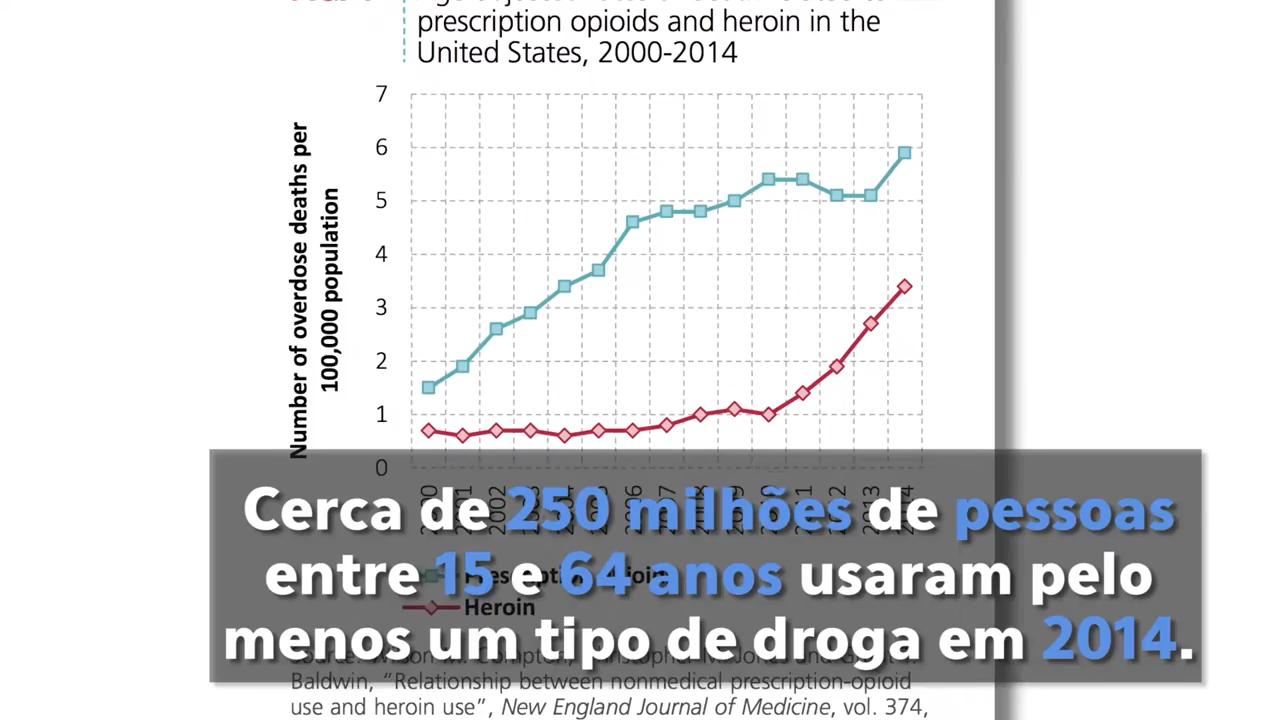 prescription opioids and heroin in the
United States, 2000-2014
Number of overdose deaths per
100,000 population
7
6
5
4
3
2
1
0
2002
2006
2007
2012
2013
Heroin
Cerca de 250 milhões de pessoas
entre 15 e 64 anos usaram pelo
menos um tipo de droga em 2014.
Baldwin, “Relationship between nonmedical prescription-opioid
use and heroin use”, New England Journal of Medicine, vol. 374,